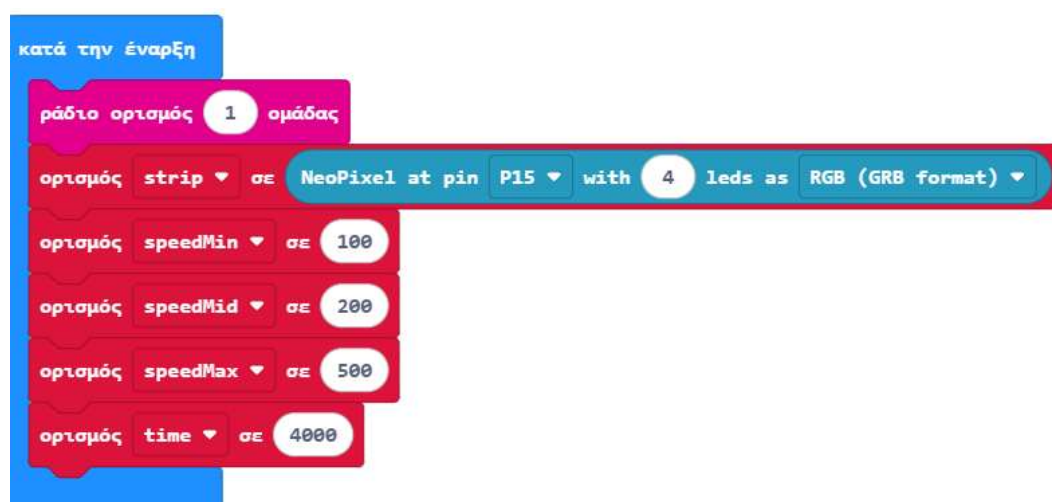 κατά την έναρξη
ράδιο ορισμός 1 ομάδας
ορισμός strip σε NeoPixel at pin P15 with 4 leds as RGB (GRB format)
ορισμός speedMin σε 100
ορισμός speedMid σε 200
ορισμός speedMax σε 500
ορισμός time σε 4000